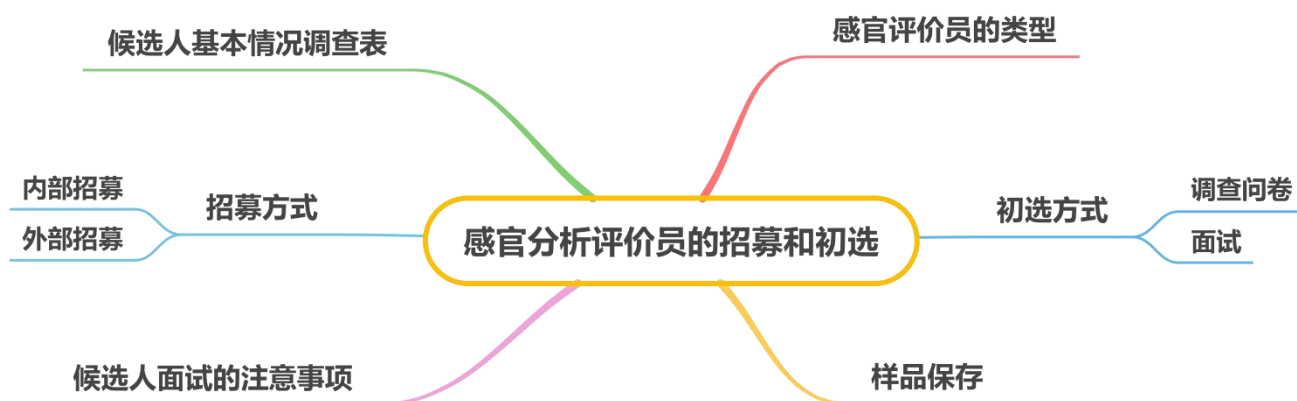 候选人基本情况调查表
感官评价员的类型
内部招募
招募方式
外部招募
感官分析评价员的招募和初选
初选方式
调查问卷
面试
候选人面试的注意事项
样品保存